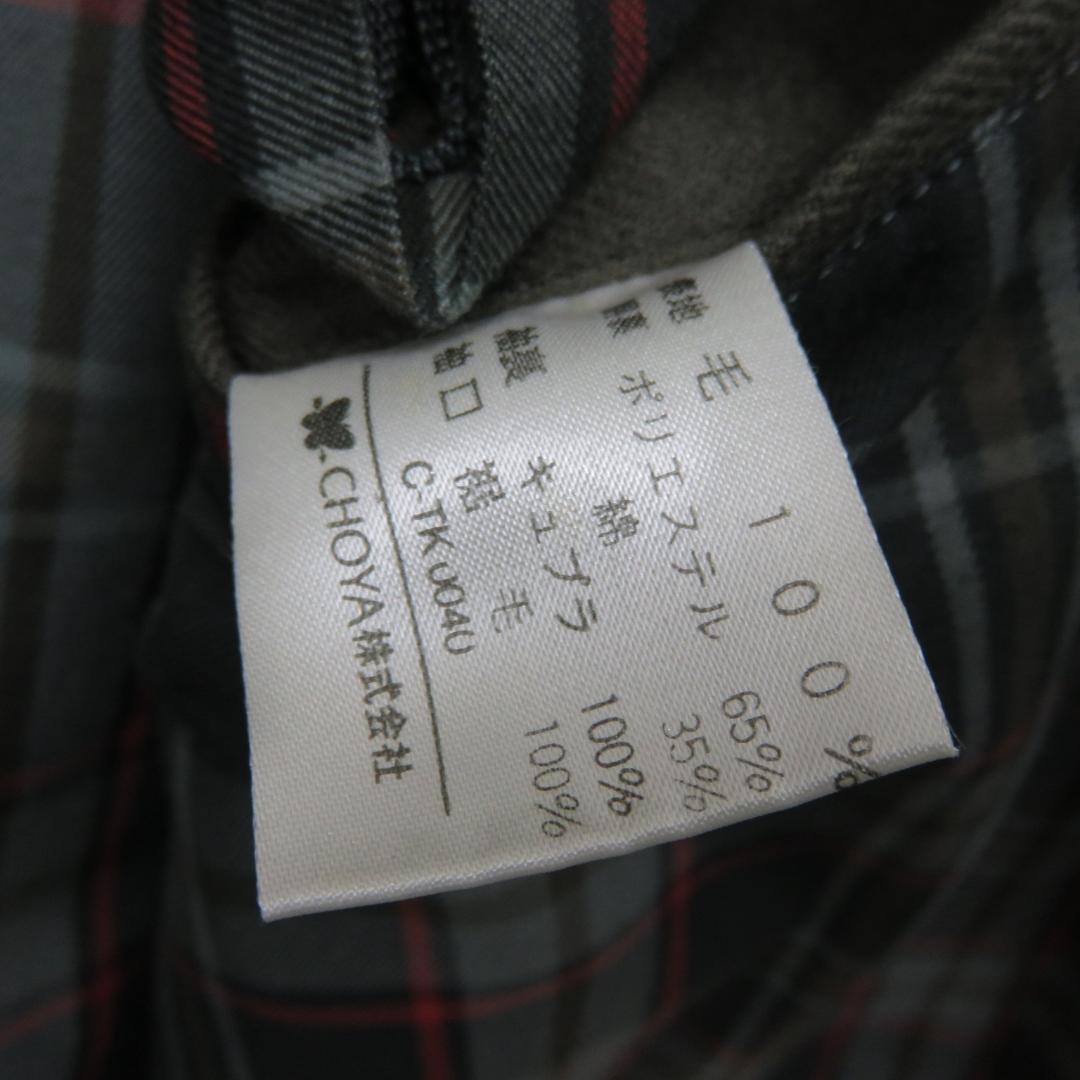 表地 毛 100%
胴裏 ポリエステル 65%
綿 35%
袖裏 キュプラ 100%
袖口 裾 毛 100%
C-TK0040
CHOYA株式会社